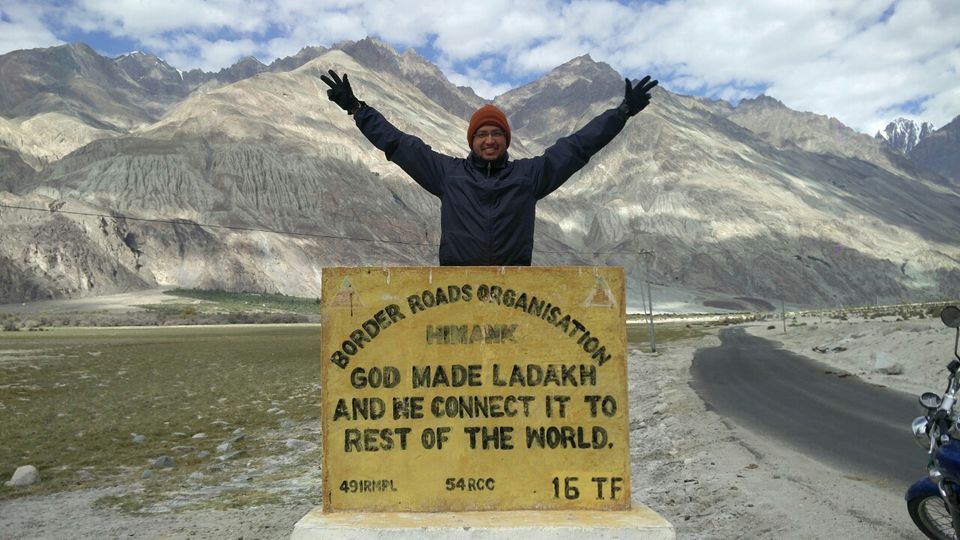 BORDER ROADS ORGANISATION
HIMANK
GOD MADE LADAKH
AND WE CONNECT IT TO
REST OF THE WORLD.
491RMPL 54RCC 16 TF